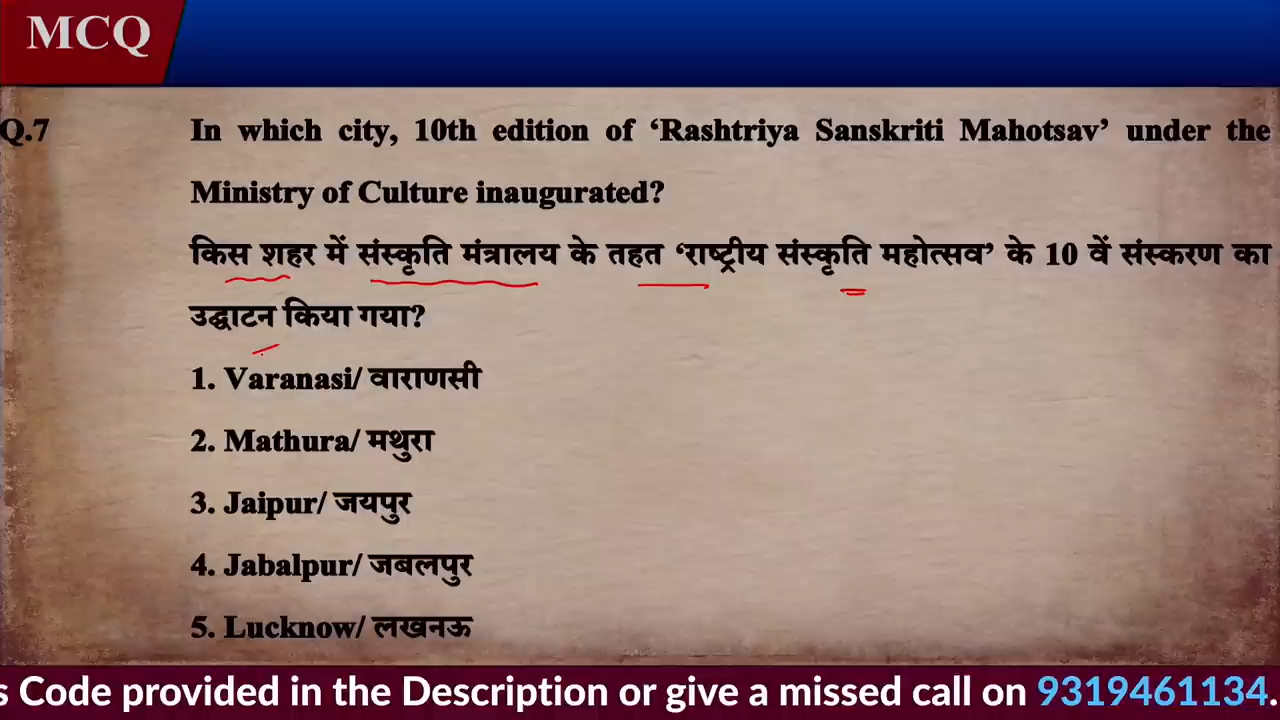 MCQ
Q.7 In which city, 10th edition of ‘Rashtriya Sanskriti Mahotsav’ under the
Ministry of Culture inaugurated?
किस शहर में संस्कृति मंत्रालय के तहत ‘राष्ट्रीय संस्कृति महोत्सव’ के 10 वें संस्करण का
उद्घाटन किया गया?
1. Varanasi/ वाराणसी
2. Mathura/ मथुरा
3. Jaipur/ जयपुर
4. Jabalpur/ जबलपुर
5. Lucknow/ लखनऊ
s Code provided in the Description or give a missed call on 9319461134.